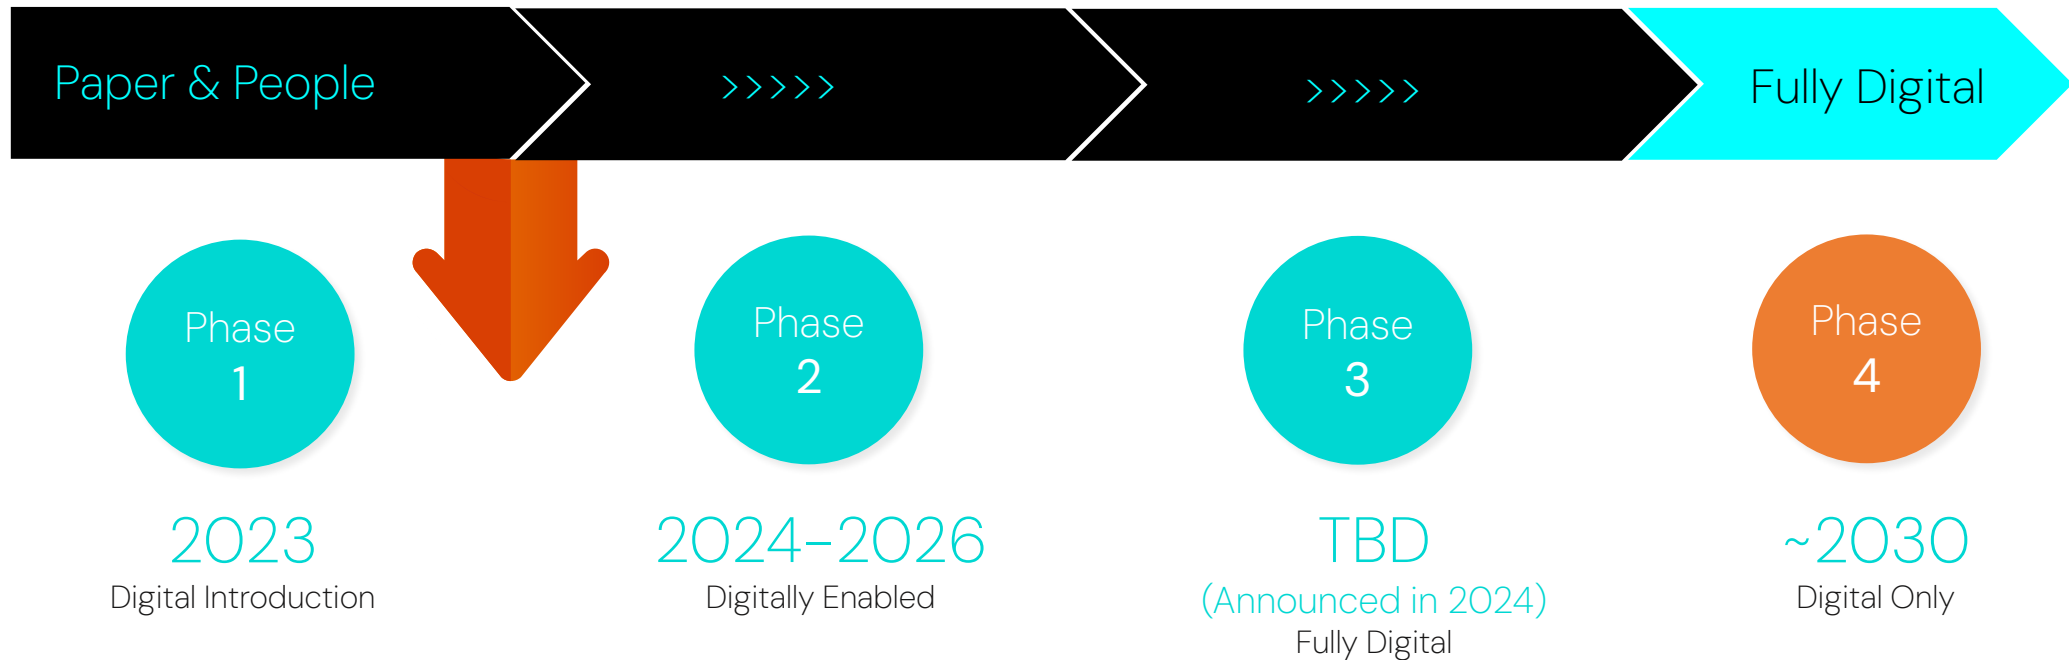 Paper & People
>>>>>
>>>>>
Fully Digital
Phase
1
Phase
2
Phase
3
Phase
4
2023
Digital Introduction
2024-2026
Digitally Enabled
TBD
(Announced in 2024)
Fully Digital
~2030
Digital Only